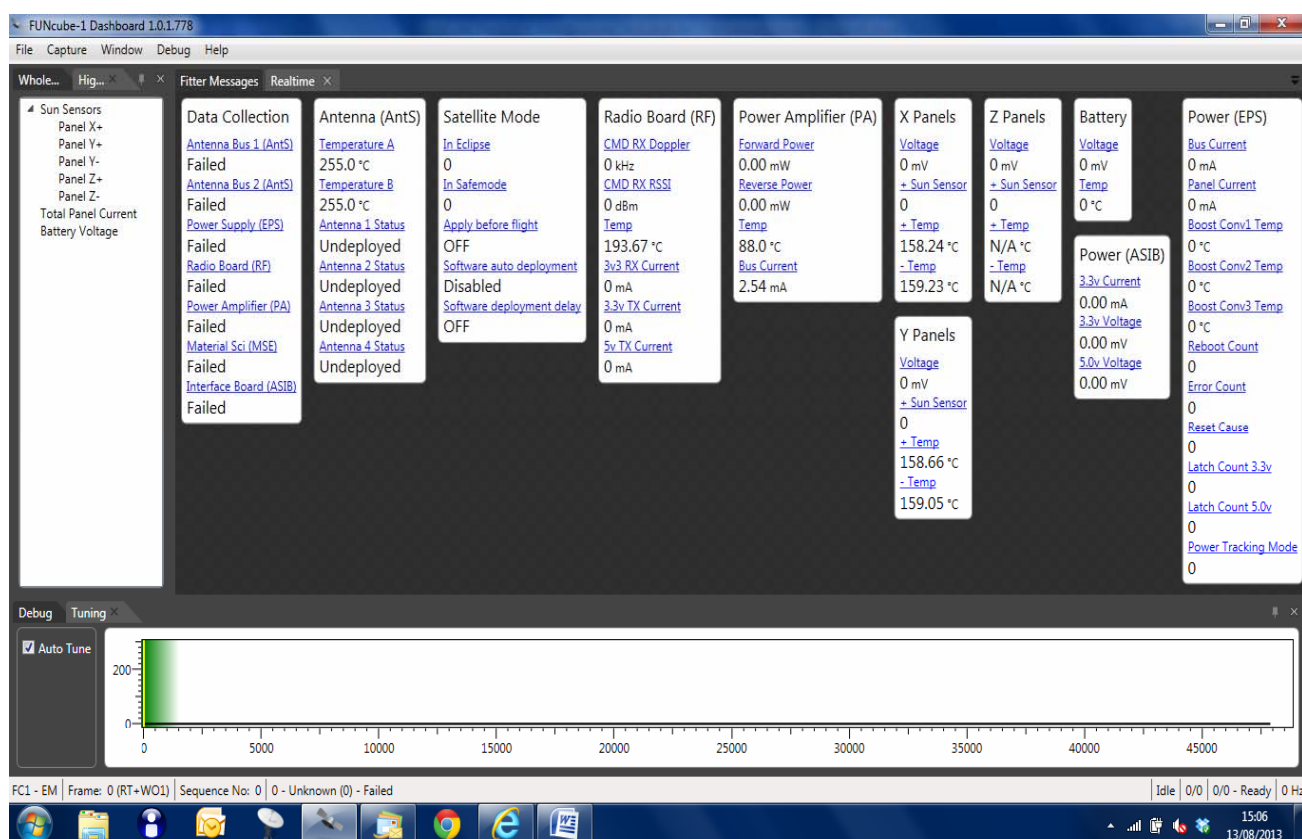 FUNcube-1 Dashboard 1.0.1.778
File Capture Window Debug Help
Whole... Hig...
Fitter Messages Realtime
Sun Sensors
Panel X+
Panel Y+
Panel Y-
Panel Z+
Panel Z-
Total Panel Current
Battery Voltage
Data Collection
Antenna Bus 1 (AntS)
Failed
Antenna Bus 2 (AntS)
Failed
Power Supply (EPS)
Failed
Radio Board (RF)
Failed
Power Amplifier (PA)
Failed
Material Sci (MSE)
Failed
Interface Board (ASIB)
Failed
Antenna (AntS)
Temperature A
255.0 °C
Temperature B
255.0 °C
Antenna 1 Status
Undeployed
Antenna 2 Status
Undeployed
Antenna 3 Status
Undeployed
Antenna 4 Status
Undeployed
Satellite Mode
In Eclipse
0
In Safemode
0
Apply before flight
OFF
Software auto deployment
Disabled
Software deployment delay
OFF
Radio Board (RF)
CMD RX Doppler
0 kHz
CMD RX RSSI
0 dBm
Temp
193.67 °C
3v3 RX Current
0 mA
3.3v TX Current
0 mA
5v TX Current
0 mA
Power Amplifier (PA)
Forward Power
0.00 mW
Reverse Power
0.00 mW
Temp
88.0 °C
Bus Current
2.54 mA
X Panels
Voltage
0 mV
+ Sun Sensor
0
+ Temp
158.24 °C
- Temp
159.23 °C
Y Panels
Voltage
0 mV
+ Sun Sensor
0
+ Temp
158.66 °C
- Temp
159.05 °C
Z Panels
Voltage
0 mV
+ Sun Sensor
0
+ Temp
N/A °C
- Temp
N/A °C
Battery
Voltage
0 mV
Temp
0 °C
Power (ASIB)
3.3v Current
0.00 mA
3.3v Voltage
0.00 mV
5.0v Voltage
0.00 mV
Power (EPS)
Bus Current
0 mA
Panel Current
0 mA
Boost Conv1 Temp
0 °C
Boost Conv2 Temp
0 °C
Boost Conv3 Temp
0 °C
Reboot Count
0
Error Count
0
Reset Cause
0
Latch Count 3.3v
0
Latch Count 5.0v
0
Power Tracking Mode
0
Debug Tuning
Auto Tune
200
0
0 5000 10000 15000 20000 25000 30000 35000 40000 45000
FC1 - EM Frame: 0 (RT+WO1) Sequence No: 0 0 - Unknown (0) - Failed Idle 0/0 0/0 - Ready 0 Hz
15:06
13/08/2013